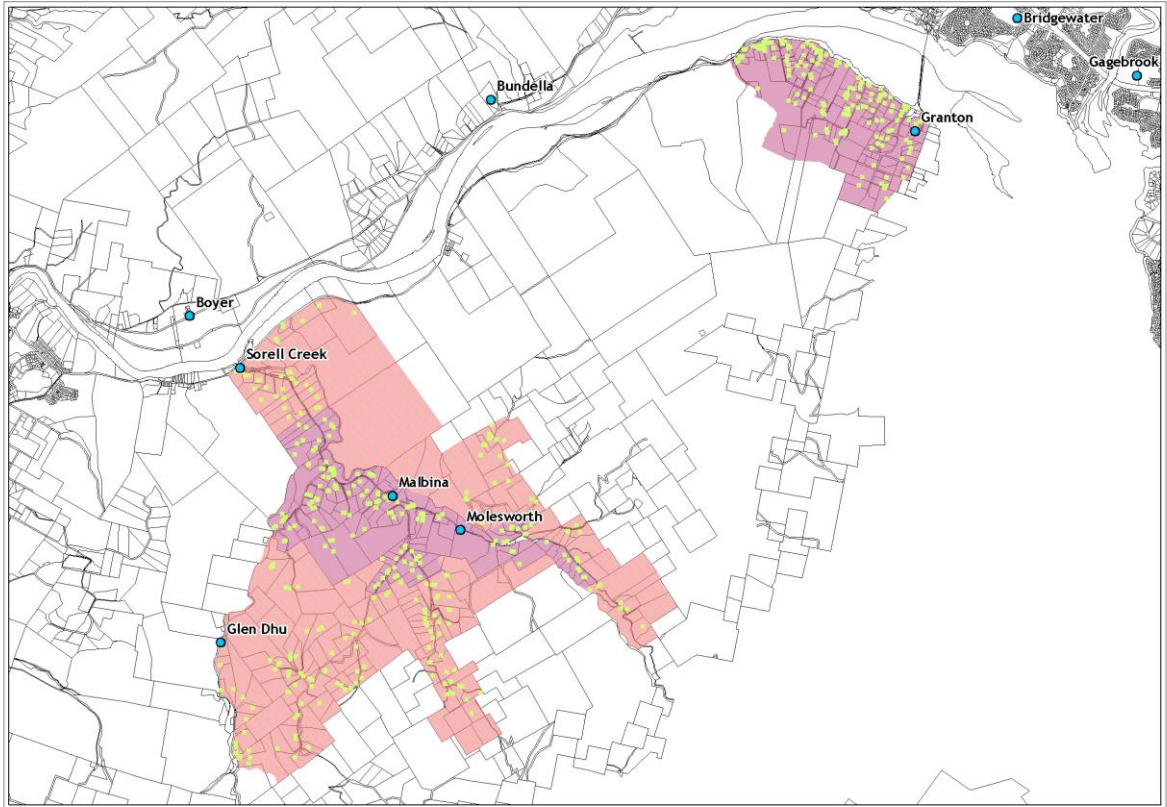 Bridgewater
Gagebrook
Bundella
Granton
Boyer
Sorell Creek
Malbina
Molesworth
Glen Dhu